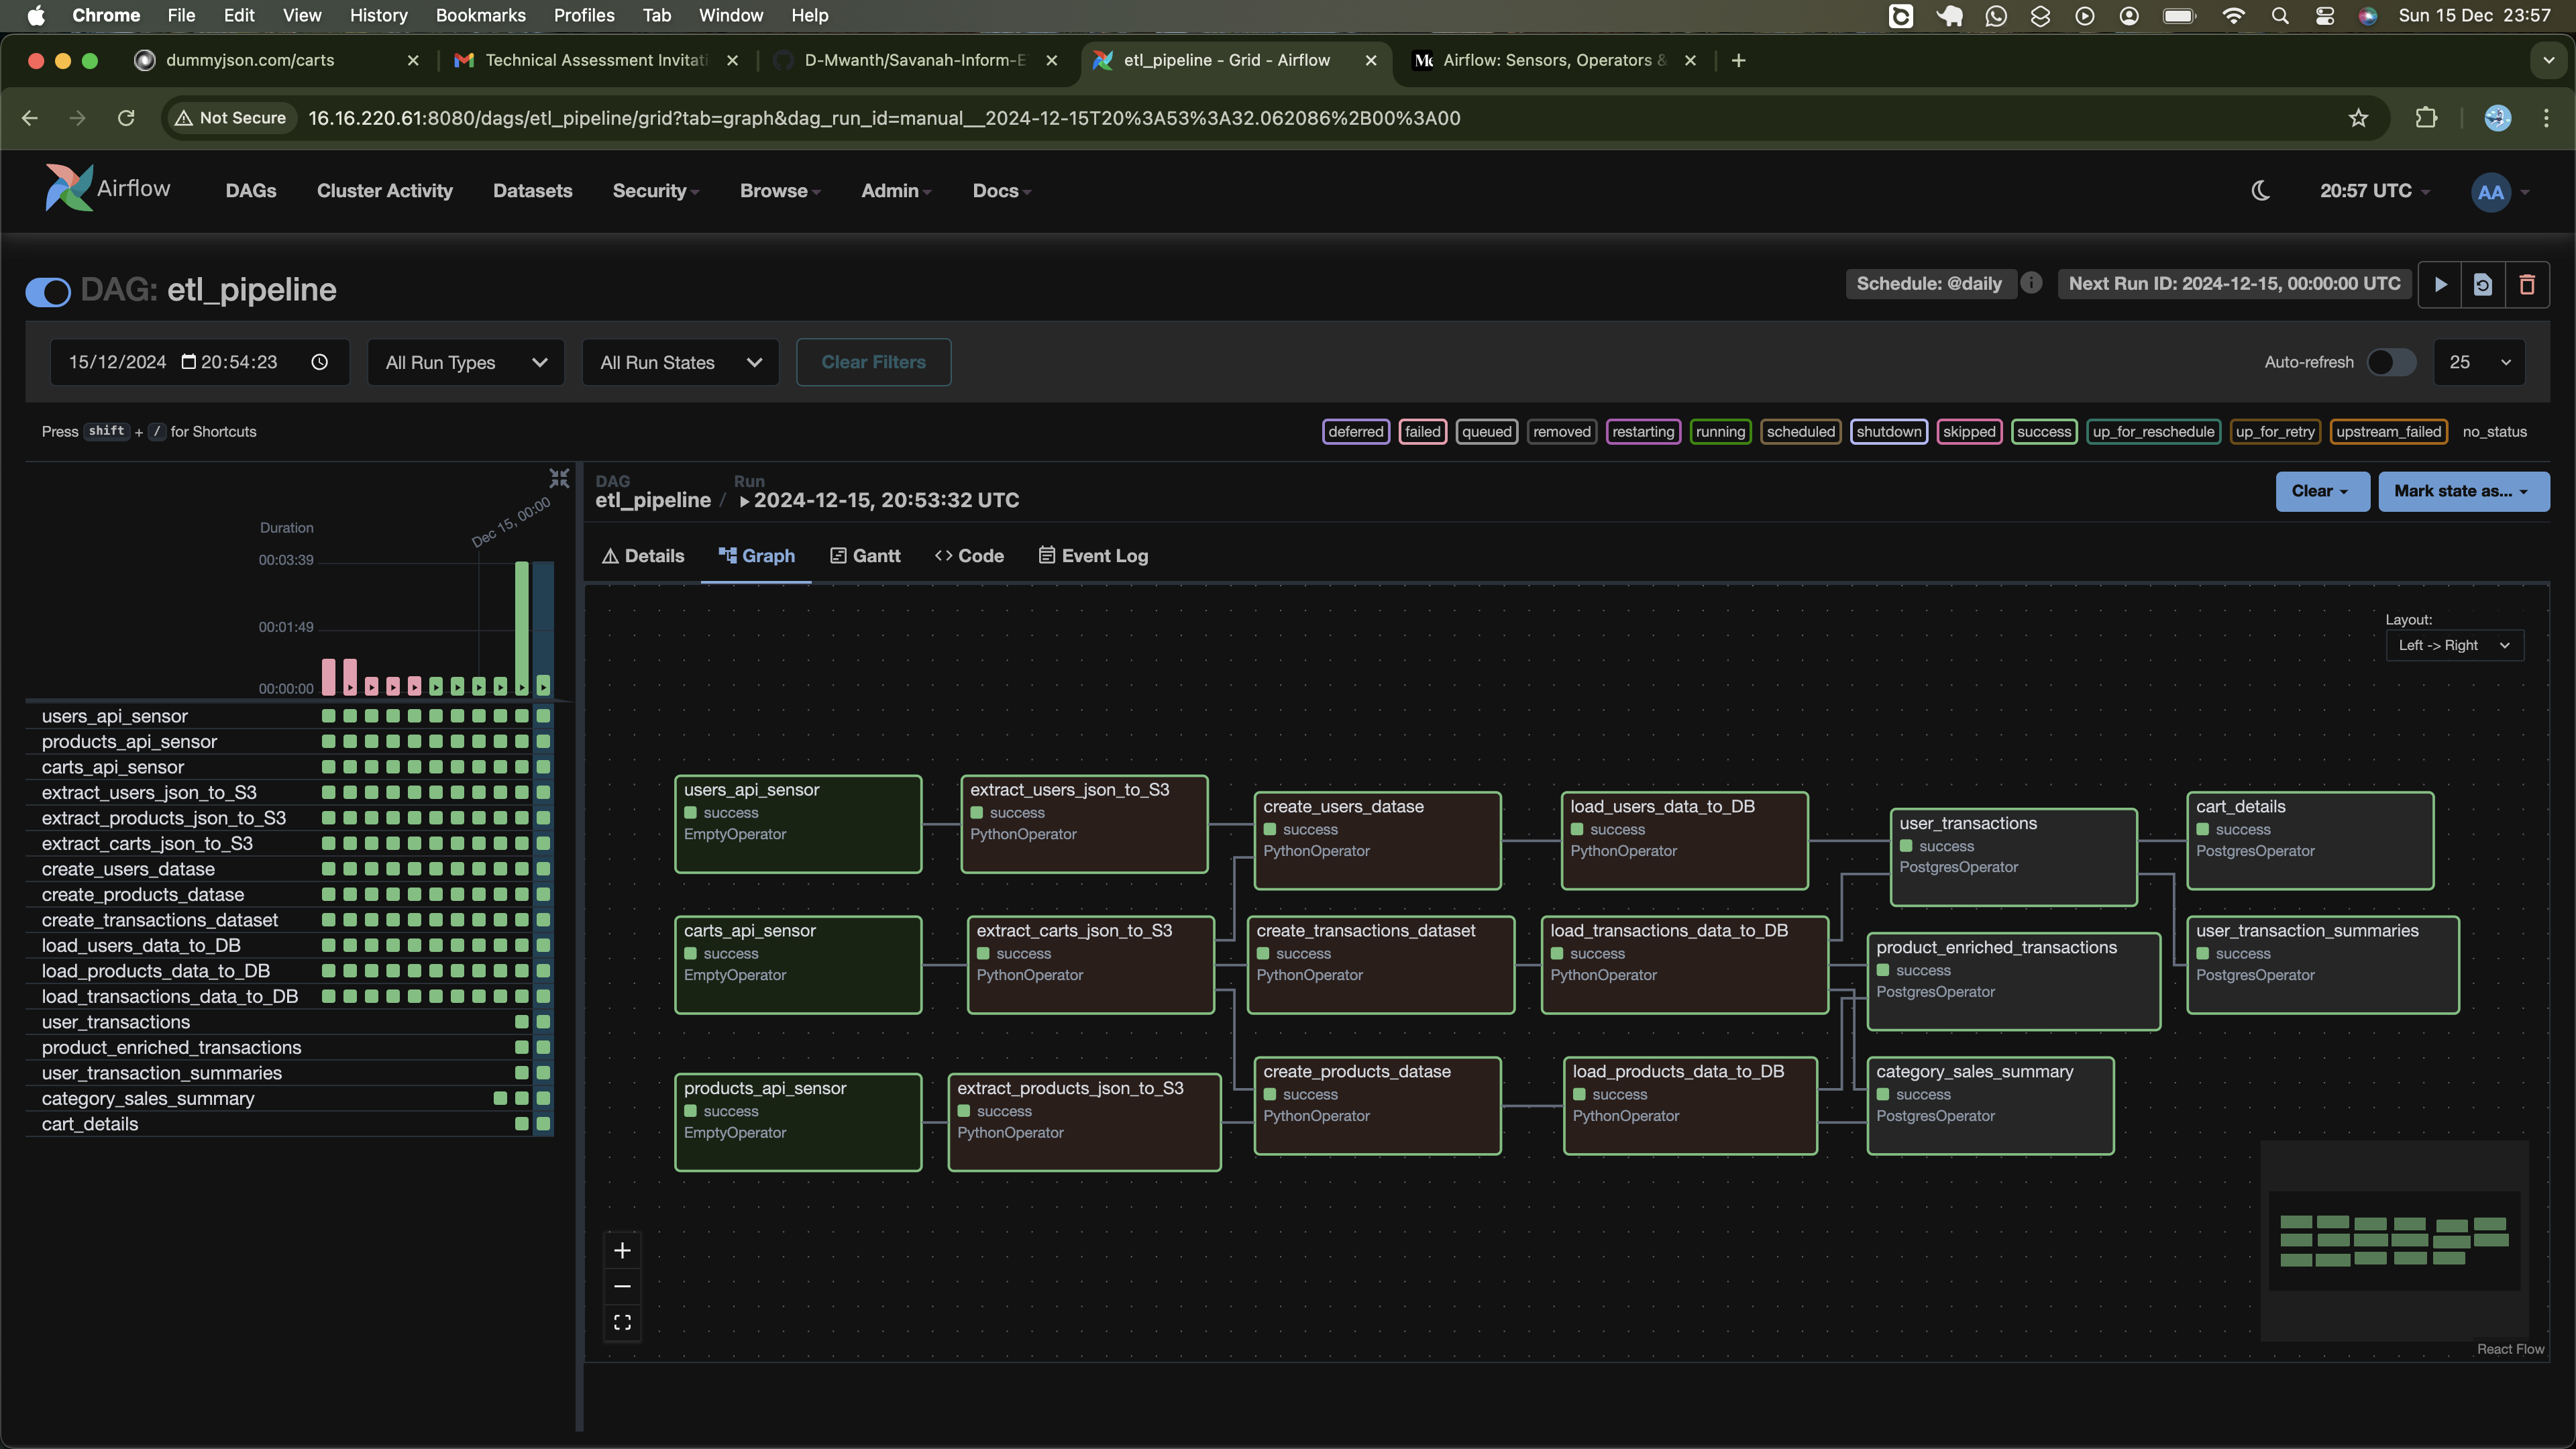 Chrome File Edit View History Bookmarks Profiles Tab Window Help Sun 15 Dec 23:57
dummyjson.com/carts Technical Assessment Invitati D-Mwanth/Savanah-Inform-E etl_pipeline - Grid - Airflow Airflow: Sensors, Operators &
Not Secure 16.16.220.61:8080/dags/etl_pipeline/grid?tab=graph&dag_run_id=manual__2024-12-15T20%3A53%3A32.062086%2B00%3A00
Airflow DAGs Cluster Activity Datasets Security Browse Admin Docs 20:57 UTC AA
DAG: etl_pipeline Schedule: @daily Next Run ID: 2024-12-15, 00:00:00 UTC
15/12/2024 20:54:23 All Run Types All Run States Clear Filters Auto-refresh 25
Press shift + / for Shortcuts deferred failed queued removed restarting running scheduled shutdown skipped success up_for_reschedule up_for_retry upstream_failed no_status
Duration
Dec 15, 00:00
00:03:39
00:01:49
00:00:00
users_api_sensor
products_api_sensor
carts_api_sensor
extract_users_json_to_S3
extract_products_json_to_S3
extract_carts_json_to_S3
create_users_datase
create_products_datase
create_transactions_dataset
load_users_data_to_DB
load_products_data_to_DB
load_transactions_data_to_DB
user_transactions
product_enriched_transactions
user_transaction_summaries
category_sales_summary
cart_details
DAG Run
etl_pipeline / 2024-12-15, 20:53:32 UTC
Clear Mark state as...
Details Graph Gantt Code Event Log
Layout:
Left -> Right
users_api_sensor
success
EmptyOperator
extract_users_json_to_S3
success
PythonOperator
create_users_datase
success
PythonOperator
load_users_data_to_DB
success
PythonOperator
user_transactions
success
PostgresOperator
cart_details
success
PostgresOperator
carts_api_sensor
success
EmptyOperator
extract_carts_json_to_S3
success
PythonOperator
create_transactions_dataset
success
PythonOperator
load_transactions_data_to_DB
success
PythonOperator
product_enriched_transactions
success
PostgresOperator
user_transaction_summaries
success
PostgresOperator
products_api_sensor
success
EmptyOperator
extract_products_json_to_S3
success
PythonOperator
create_products_datase
success
PythonOperator
load_products_data_to_DB
success
PythonOperator
category_sales_summary
success
PostgresOperator
React Flow